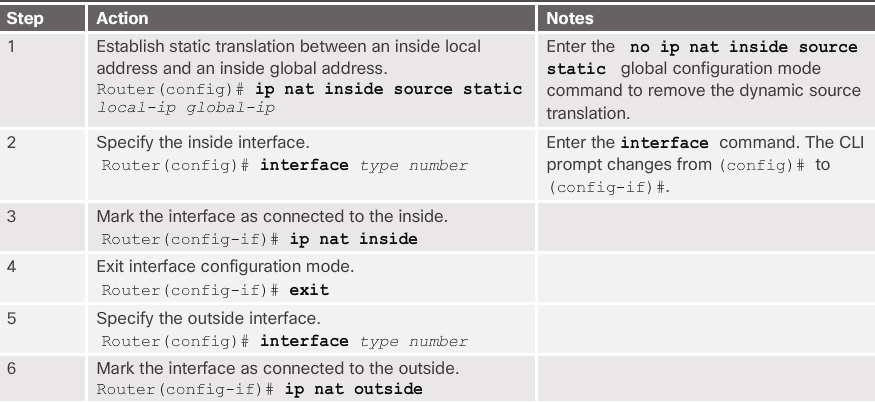 Step Action Notes
1 Establish static translation between an inside local
address and an inside global address.
Router(config)# ip nat inside source static
local-ip global-ip
Enter the no ip nat inside source
static global configuration mode
command to remove the dynamic source
translation.
2 Specify the inside interface.
Router(config)# interface type number
Enter the interface command. The CLI
prompt changes from (config)# to
(config-if)#.
3 Mark the interface as connected to the inside.
Router(config-if)# ip nat inside
4 Exit interface configuration mode.
Router(config-if)# exit
5 Specify the outside interface.
Router(config)# interface type number
6 Mark the interface as connected to the outside.
Router(config-if)# ip nat outside